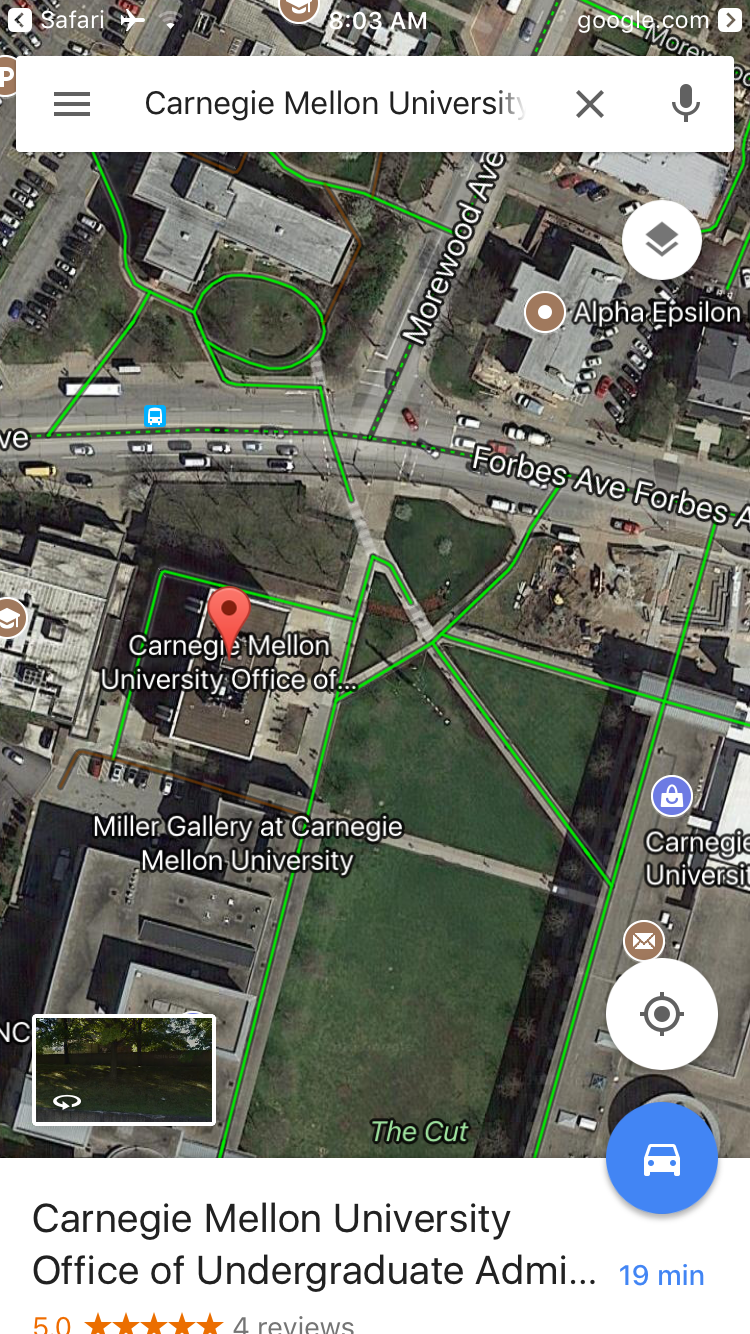 Safari
8:03 AM
google.com
Morewood
P
Carnegie Mellon University
Morewood Ave
Alpha Epsilon
ve
Forbes Ave Forbes A
Carnegie Mellon
University Office of...
Miller Gallery at Carnegie
Mellon University
Carnegie
Universit
NC
The Cut
Carnegie Mellon University
Office of Undergraduate Admi...
19 min
5.0
4 reviews